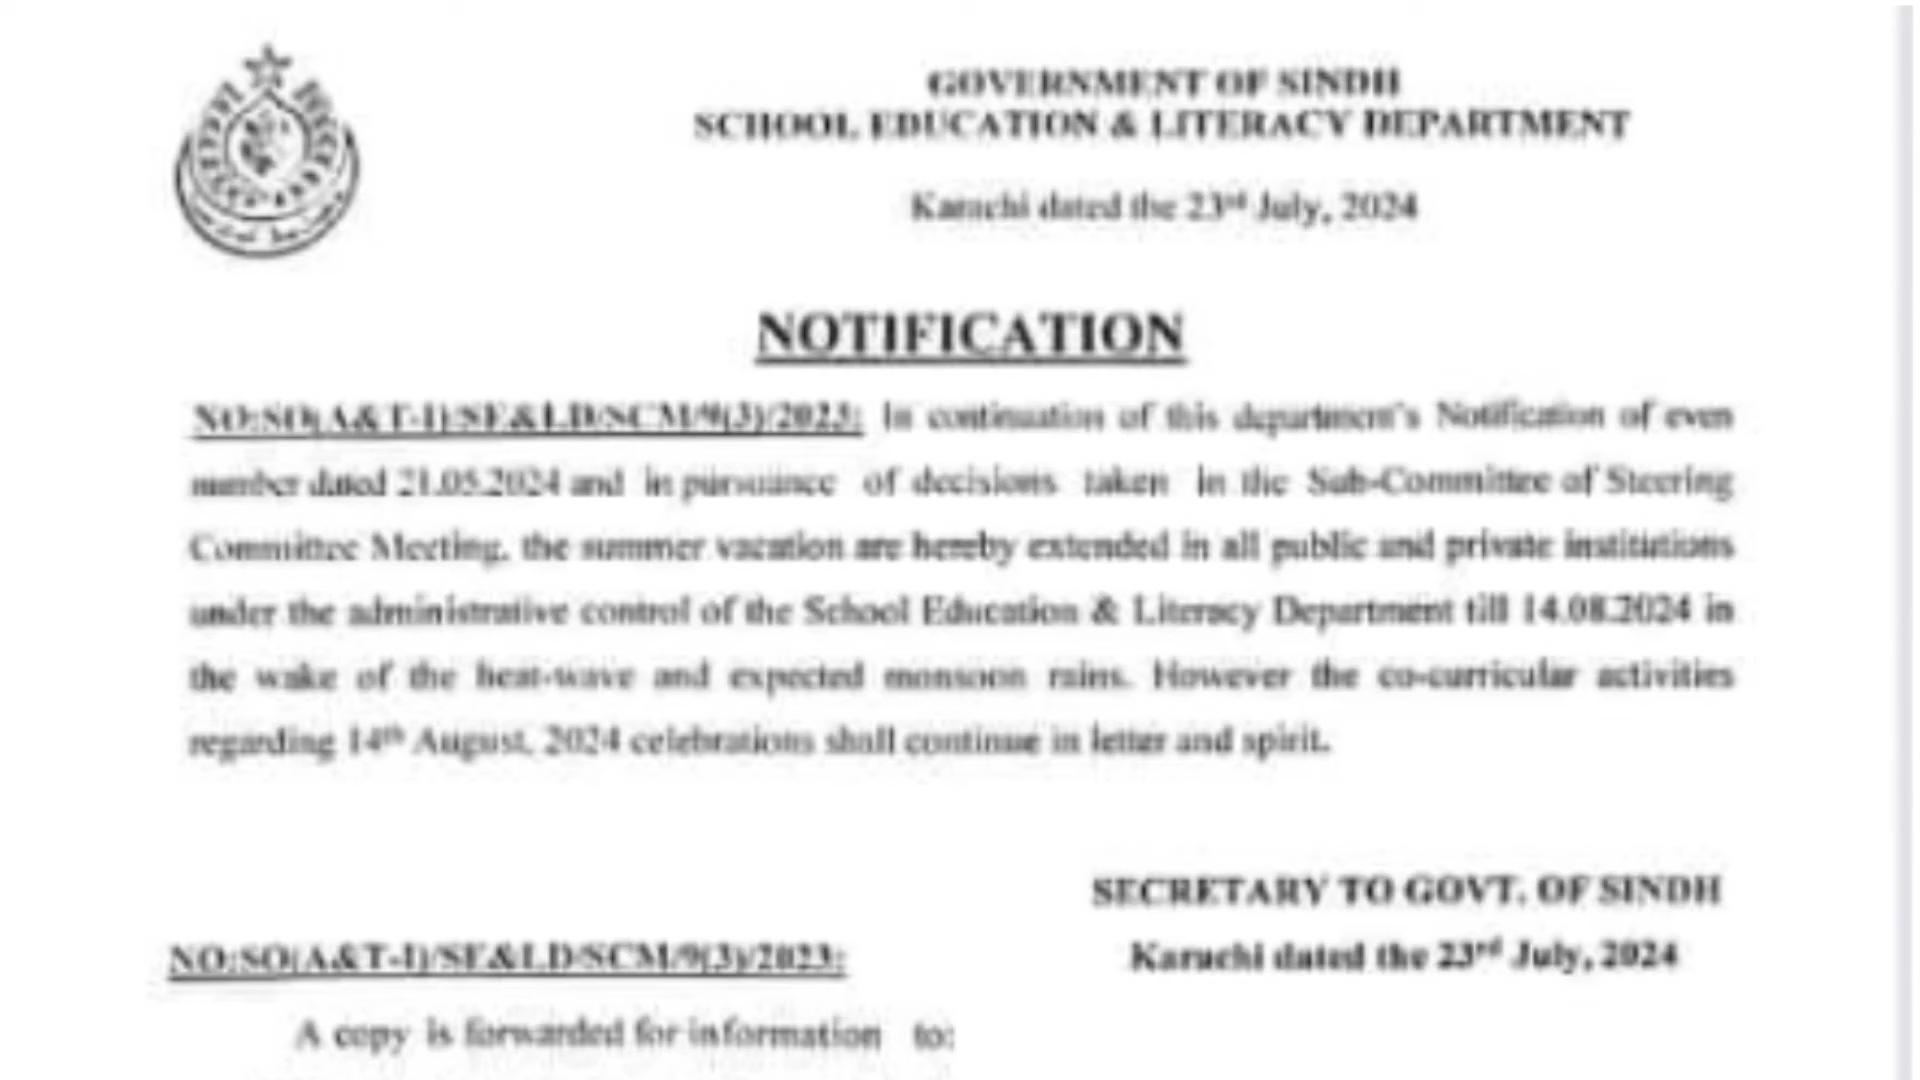 GOVERNMENT OF SINDH
SCHOOL EDUCATION & LITERACY DEPARTMENT
Karachi dated the 23rd July, 2024
NOTIFICATION
NO:SO(A&T-I)/SE&LD/SCM/9(3)/2023: In continuation of this department's Notification of even
number dated 21.05.2024 and in pursuance of decisions taken in the Sub-Committee of Steering
Committee Meeting, the summer vacation are hereby extended in all public and private institutions
under the administrative control of the School Education & Literacy Department till 14.08.2024 in
the wake of the heat-wave and expected monsoon rains. However the co-curricular activities
regarding 14th August, 2024 celebrations shall continue in letter and spirit.
SECRETARY TO GOVT. OF SINDH
NO:SO(A&T-I)/SE&LD/SCM/9(3)/2023: Karachi dated the 23rd July, 2024
A copy is forwarded for information to: